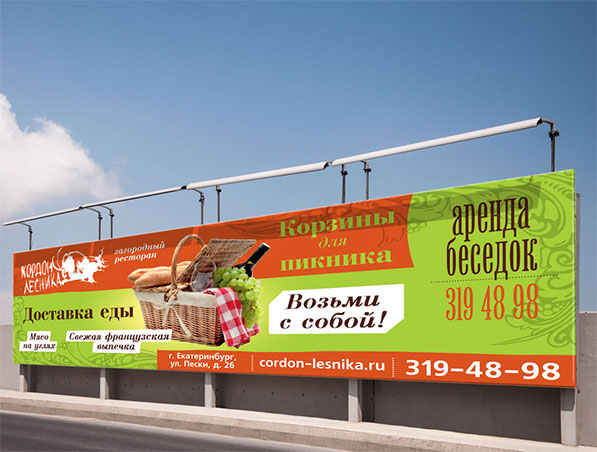 КОРДОН
ЛЕСНИКА
загородный
ресторан
Доставка еды
Мясо
на углях
Свежая французская
выпечка
Корзины
для
пикника
Возьми
с собой!
г. Екатеринбург,
ул. Пески, д. 26
cordon-lesnika.ru
319-48-98
аренда
беседок
319 48 98